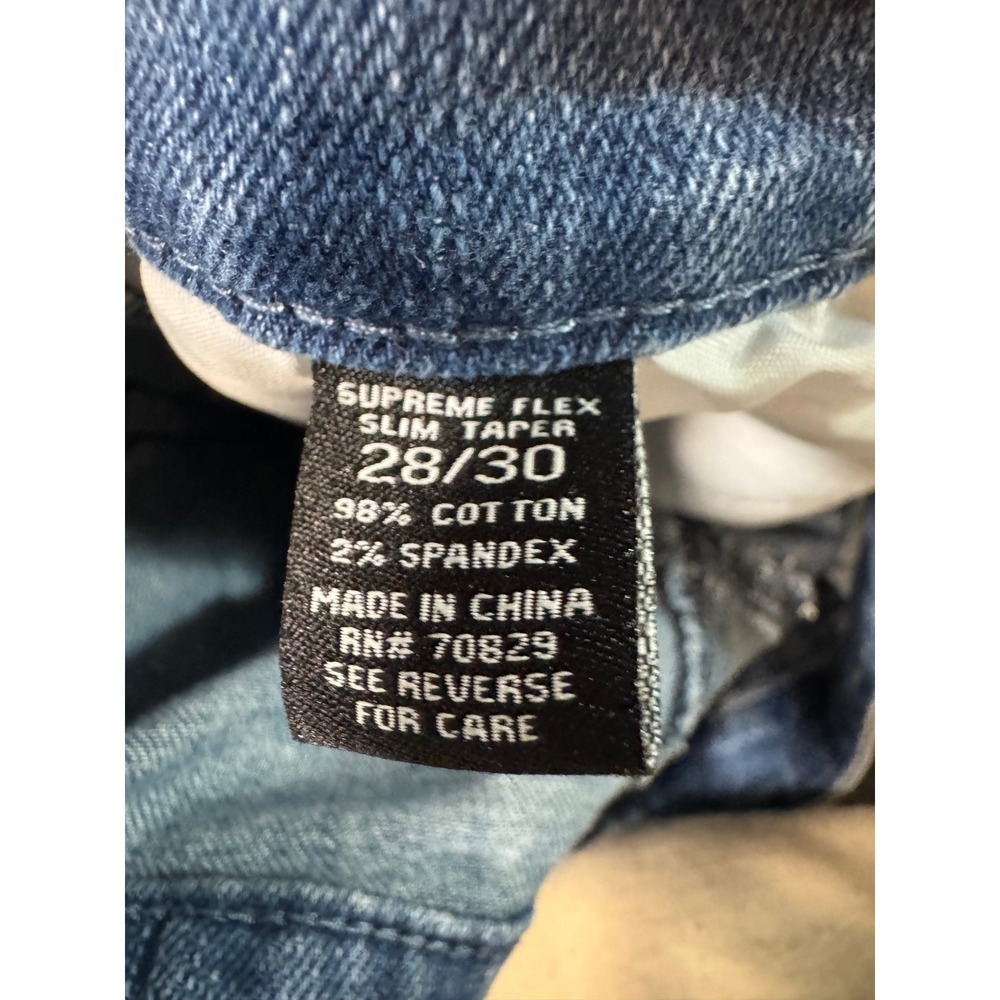 SUPREME FLEX
SLIM TAPER
28/30
98% COTTON
2% SPANDEX
MADE IN CHINA
RN# 70829
SEE REVERSE
FOR CARE